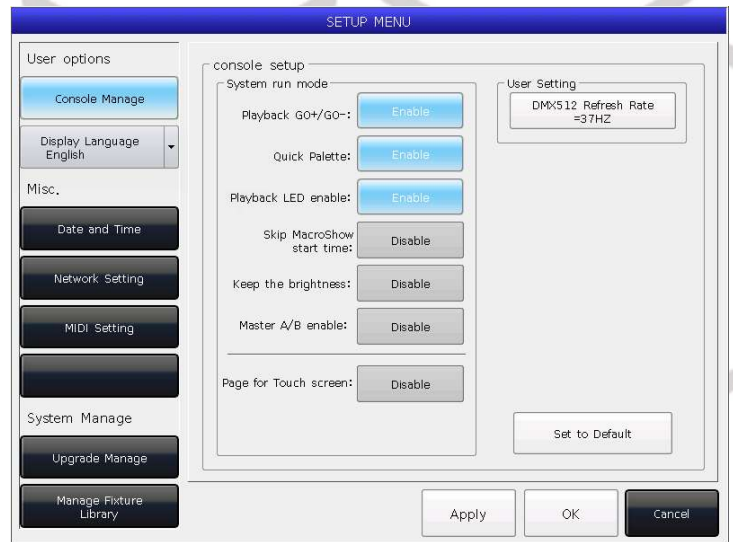 SETUP MENU
User options
Console Manage
Display Language
English
Misc.
Date and Time
Network Setting
MIDI Setting
System Manage
Upgrade Manage
Manage Fixture
Library
console setup
System run mode
Playback GO+/GO-:
Enable
Quick Palette:
Enable
Playback LED enable:
Enable
Skip MacroShow
start time:
Disable
Keep the brightness:
Disable
Master A/B enable:
Disable
Page for Touch screen:
Disable
User Setting
DMX512 Refresh Rate
=37HZ
Set to Default
Apply
OK
Cancel